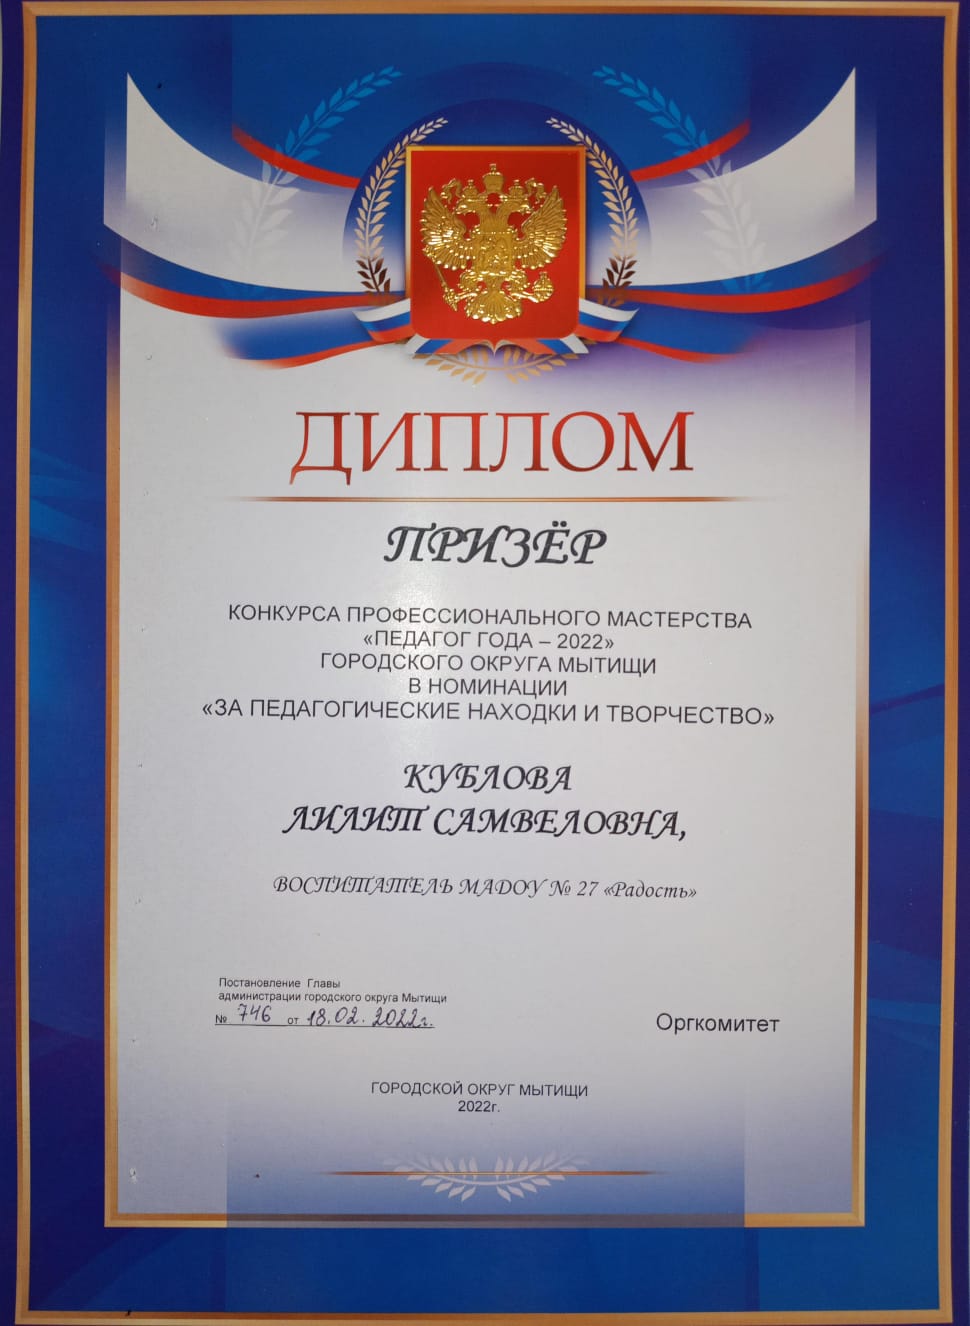 ДИПЛОМ
ПРИЗЁР
КОНКУРСА ПРОФЕССИОНАЛЬНОГО МАСТЕРСТВА
«ПЕДАГОГ ГОДА – 2022»
ГОРОДСКОГО ОКРУГА МЫТИЩИ
В НОМИНАЦИИ
«ЗА ПЕДАГОГИЧЕСКИЕ НАХОДКИ И ТВОРЧЕСТВО»
КУБЛОВА
ЛИЛИТ САМВЕЛОВНА,
ВОСПИТАТЕЛЬ МАДОУ № 27 «Радость»
Постановление Главы
администрации городского округа Мытищи
№ 746 от 18.02.2022г.
Оргкомитет
ГОРОДСКОЙ ОКРУГ МЫТИЩИ
2022г.